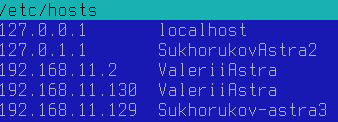 /etc/hosts
127.0.0.1 localhost
127.0.1.1 SukhorukovAstra2
192.168.11.2 ValeriiAstra
192.168.11.130 ValeriiAstra
192.168.11.129 Sukhorukov-astra3